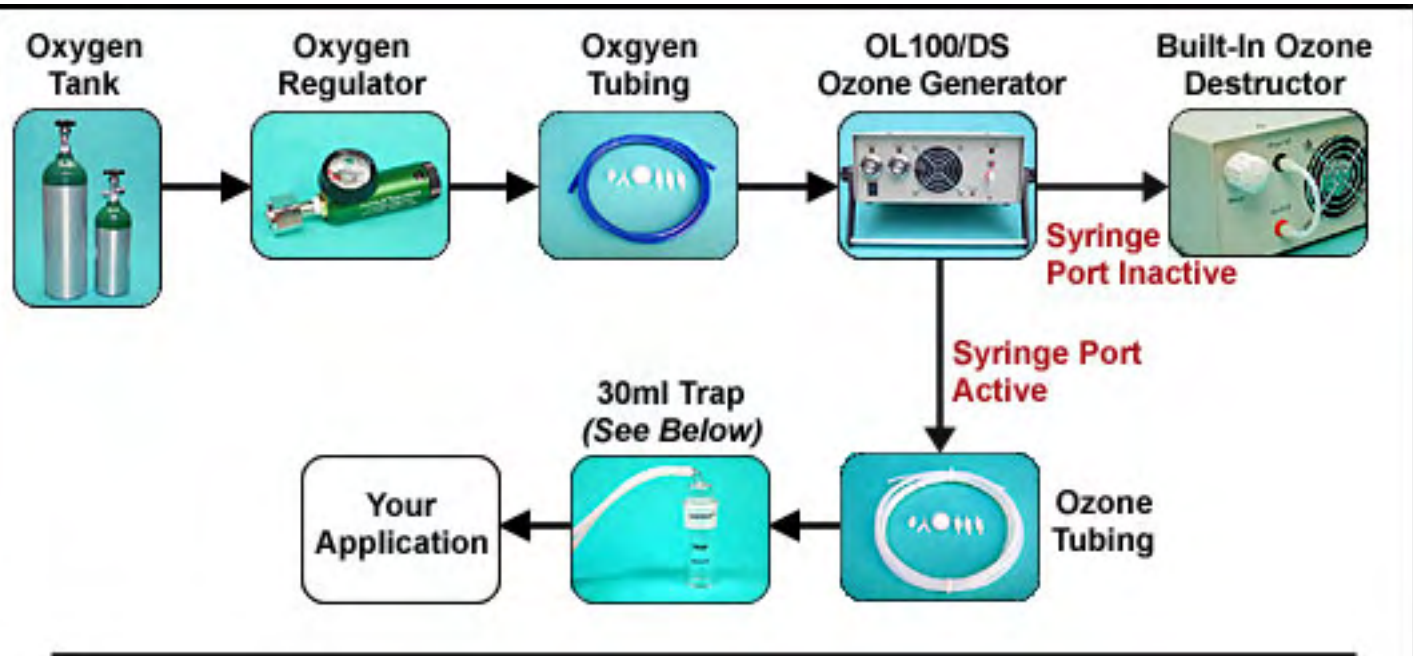 Oxygen
Tank
Oxygen
Regulator
Oxgyen
Tubing
OL100/DS
Ozone Generator
Built-In Ozone
Destructor
Syringe
Port Inactive
Syringe Port
Active
30ml Trap
(See Below)
Your
Application
Ozone
Tubing